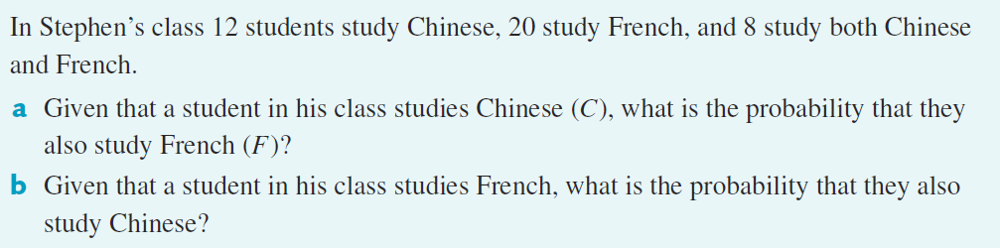 In Stephen’s class 12 students study Chinese, 20 study French, and 8 study both Chinese
and French.
a Given that a student in his class studies Chinese (C), what is the probability that they
also study French (F)?
b Given that a student in his class studies French, what is the probability that they also
study Chinese?